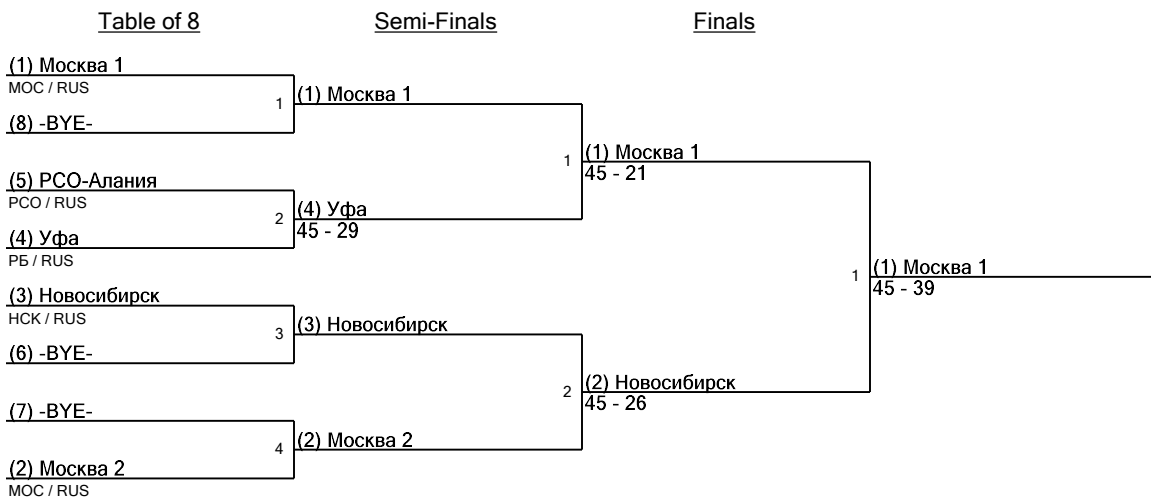 Table of 8
Semi-Finals
Finals
(1) Москва 1
МОС / RUS
1
(1) Москва 1
(8) -BYE-
1
(1) Москва 1
45 - 21
(5) РСО-Алания
РСО / RUS
2
(4) Уфа
45 - 29
(4) Уфа
РБ / RUS
1
(1) Москва 1
45 - 39
(3) Новосибирск
НСК / RUS
3
(3) Новосибирск
(6) -BYE-
2
(2) Новосибирск
45 - 26
(7) -BYE-
4
(2) Москва 2
(2) Москва 2
МОС / RUS